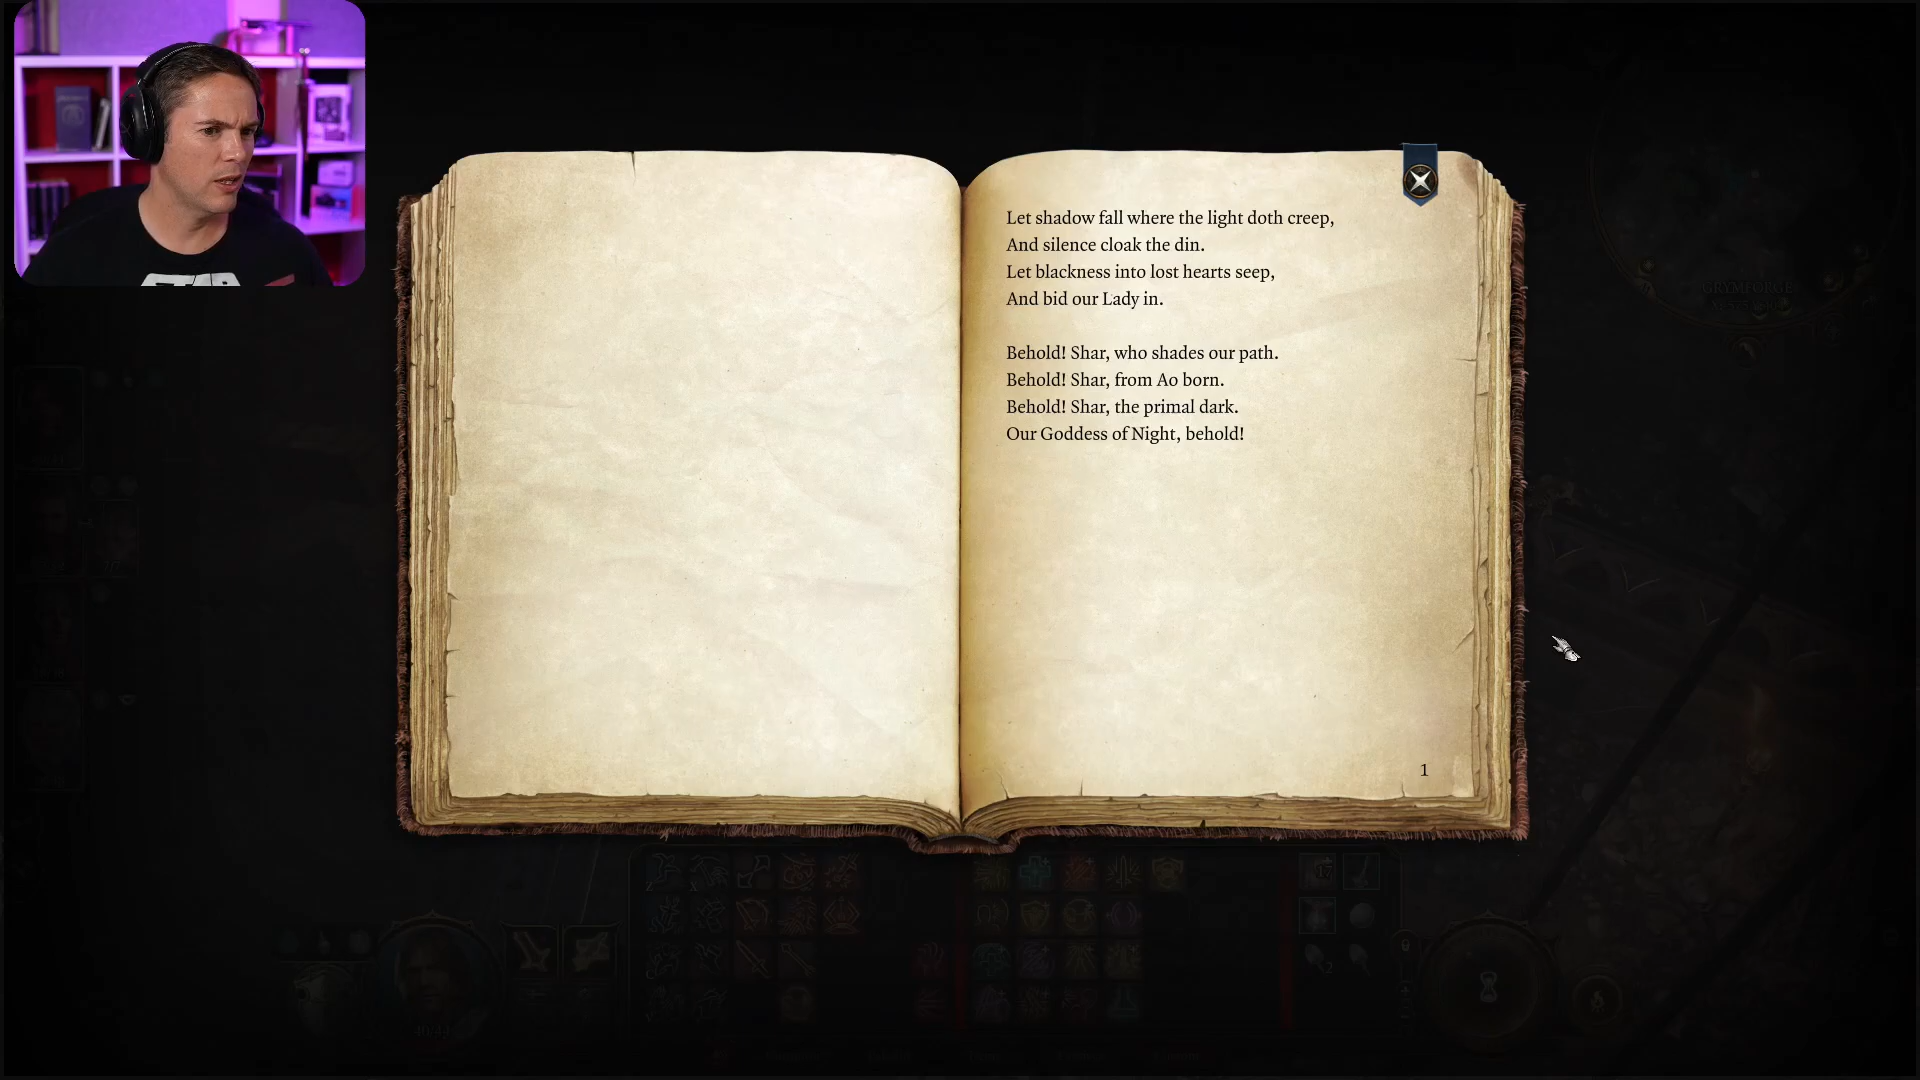 Let shadow fall where the light doth creep,
And silence cloak the din.
Let blackness into lost hearts seep,
And bid our Lady in.
Behold! Shar, who shades our path.
Behold! Shar, from Ao born.
Behold! Shar, the primal dark.
Our Goddess of Night, behold!
1
GRYMFORGE